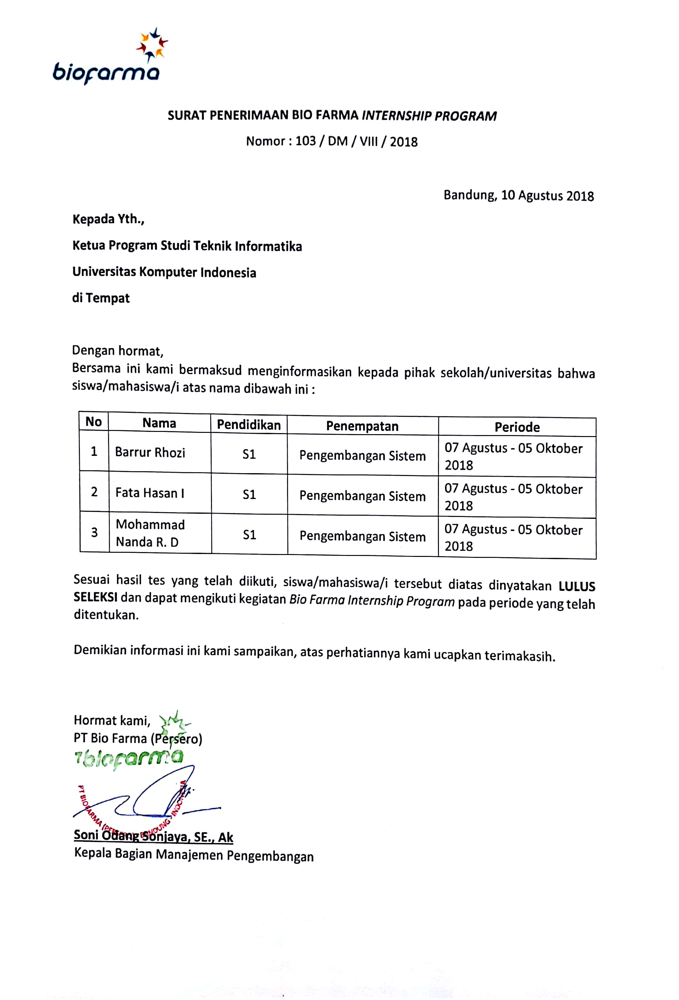 biofarma
SURAT PENERIMAAN BIO FARMA INTERNSHIP PROGRAM
Nomor : 103 / DM / VIII / 2018
Bandung, 10 Agustus 2018
Kepada Yth.,
Ketua Program Studi Teknik Informatika
Universitas Komputer Indonesia
di Tempat
Dengan hormat,
Bersama ini kami bermaksud menginformasikan kepada pihak sekolah/universitas bahwa
siswa/mahasiswa/i atas nama dibawah ini :
No Nama Pendidikan Penempatan Periode
1 Barrur Rhozi S1 Pengembangan Sistem 07 Agustus - 05 Oktober
2018
2 Fata Hasan I S1 Pengembangan Sistem 07 Agustus - 05 Oktober
2018
3 Mohammad
Nanda R. D S1 Pengembangan Sistem 07 Agustus - 05 Oktober
2018
Sesuai hasil tes yang telah diikuti, siswa/mahasiswa/i tersebut diatas dinyatakan LULUS
SELEKSI dan dapat mengikuti kegiatan Bio Farma Internship Program pada periode yang telah
ditentukan.
Demikian informasi ini kami sampaikan, atas perhatiannya kami ucapkan terimakasih.
Hormat kami,
PT Bio Farma (Persero)
biofarma
PT BIOFARMA (PERSERO) BANDUNG - INDONESIA
Soni Odang Sonjaya, SE., Ak
Kepala Bagian Manajemen Pengembangan